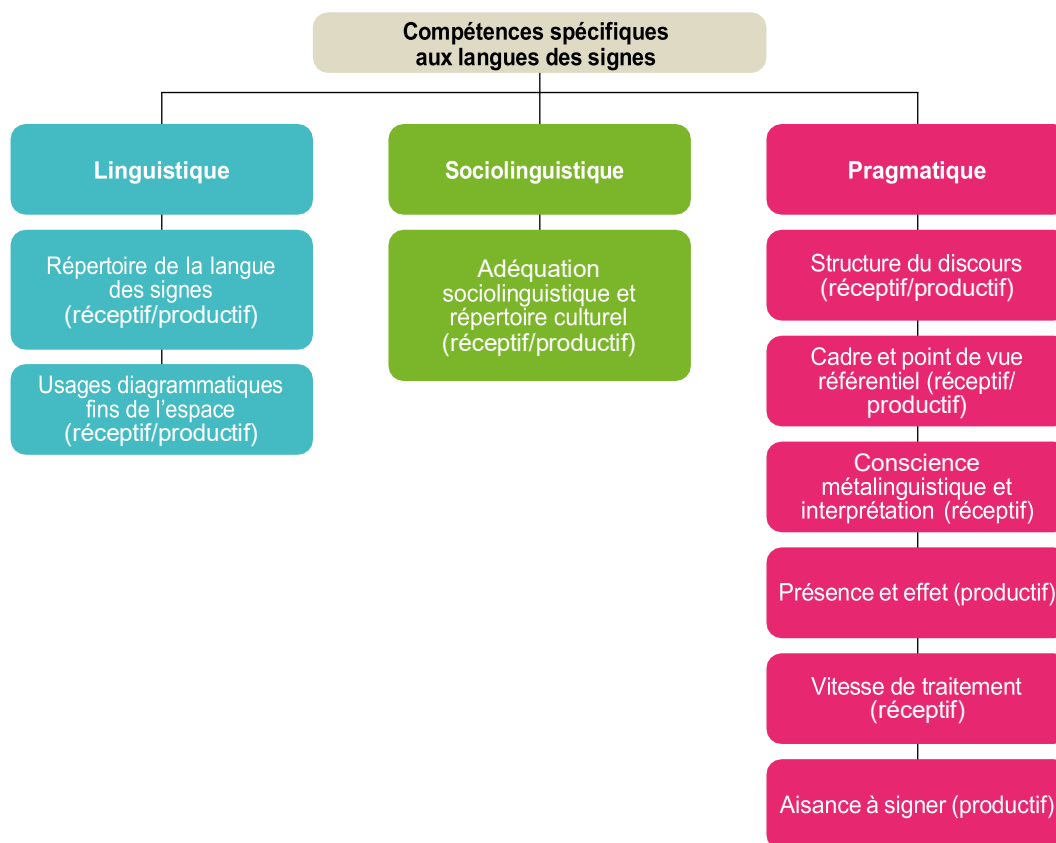 Compétences spécifiques
aux langues des signes
Linguistique
Répertoire de la langue
des signes
(réceptif/productif)
Usages diagrammatiques
fins de l’espace
(réceptif/productif)
Sociolinguistique
Adéquation
sociolinguistique et
répertoire culturel
(réceptif/productif)
Pragmatique
Structure du discours
(réceptif/productif)
Cadre et point de vue
référentiel (réceptif/
productif)
Conscience
métalinguistique et
interprétation (réceptif)
Présence et effet (productif)
Vitesse de traitement
(réceptif)
Aisance à signer (productif)